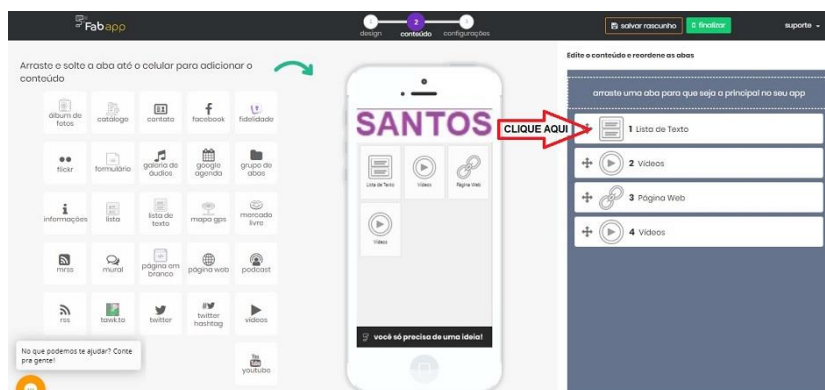 Fabapp
1 2 3
design conteúdo configurações
salvar rascunho
finalizar
suporte
Arraste e solte a aba até o celular para adicionar o
conteúdo
álbum de
fotos
catálogo
contato
facebook
fidelidade
flickr
formulário
galeria de
áudios
google
agenda
grupo de
abas
informações
lista
lista de
texto
mapa gps
mercado
livre
mrss
mural
página em
branco
página web
podcast
rss
tawk.to
twitter
twitter
hashtag
vídeos
youtube
No que podemos te ajudar? Conte
pra gente!
SANTOS
Lista de Texto
Vídeos
Página Web
Vídeos
você só precisa de uma ideia!
CLIQUE AQUI
Edite o conteúdo e reordene as abas
arraste uma aba para que seja a principal no seu app
1 Lista de Texto
2 Vídeos
3 Página Web
4 Vídeos